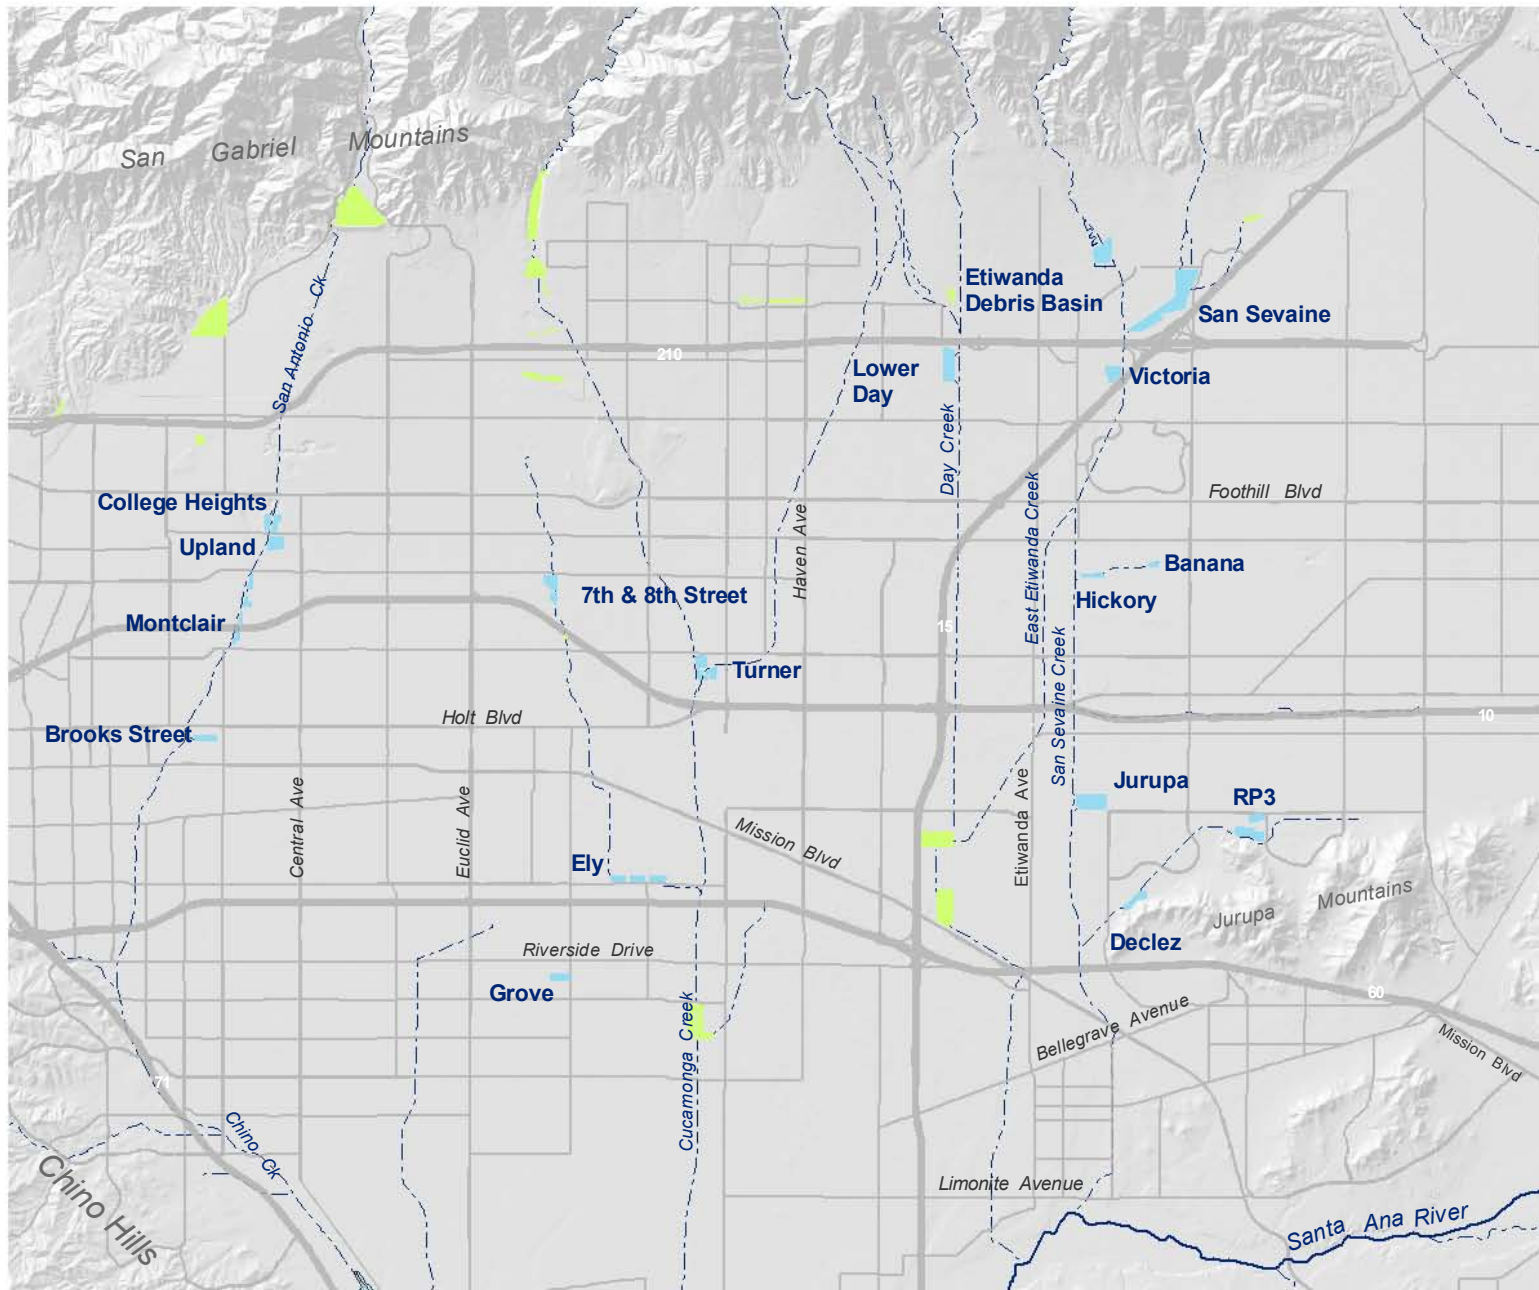 San Gabriel Mountains
San Antonio Ck
Etiwanda
Debris Basin
San Sevaine
210
Lower
Day
Victoria
Day Creek
College Heights
Foothill Blvd
Upland
Haven Ave
East Etiwanda Creek
Banana
7th & 8th Street
Hickory
Montclair
15
San Sevaine Creek
Turner
Holt Blvd
10
Brooks Street
Central Ave
Euclid Ave
Etiwanda Ave
Jurupa
RP3
Mission Blvd
Ely
Jurupa Mountains
Riverside Drive
Declez
Grove
60
Cucamonga Creek
Bellegrave Avenue
Mission Blvd
71
Chino Ck
Chino Hills
Limonite Avenue
Santa Ana River